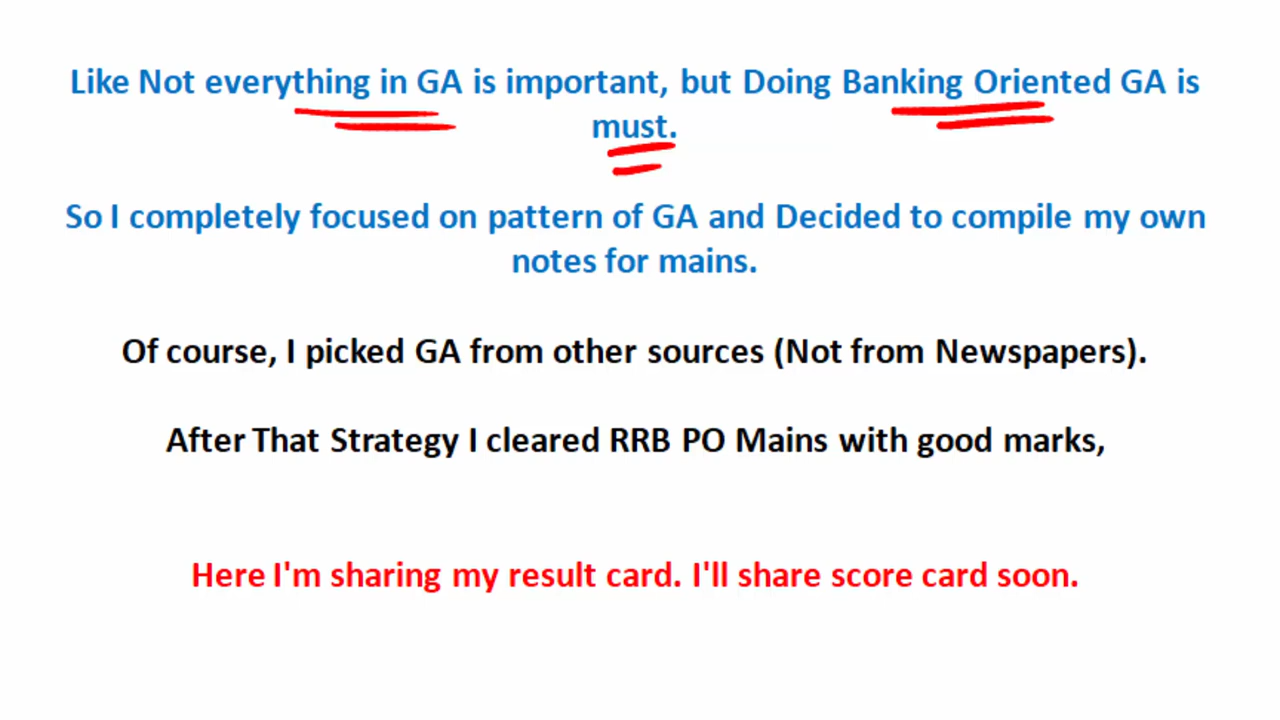 Like Not everything in GA is important, but Doing Banking Oriented GA is
must.
So I completely focused on pattern of GA and Decided to compile my own
notes for mains.
Of course, I picked GA from other sources (Not from Newspapers).
After That Strategy I cleared RRB PO Mains with good marks,
Here I'm sharing my result card. I'll share score card soon.